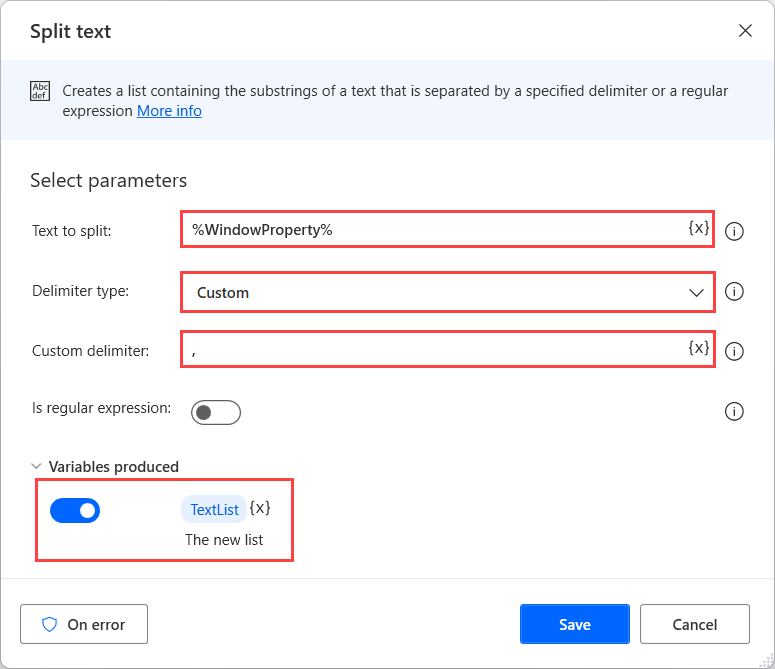 Split text
Abc
def
Creates a list containing the substrings of a text that is separated by a specified delimiter or a regular
expression More info
Select parameters
Text to split:
%WindowProperty%
{x}
Delimiter type:
Custom
Custom delimiter:
,
{x}
Is regular expression:
Variables produced
TextList {x}
The new list
On error
Save
Cancel